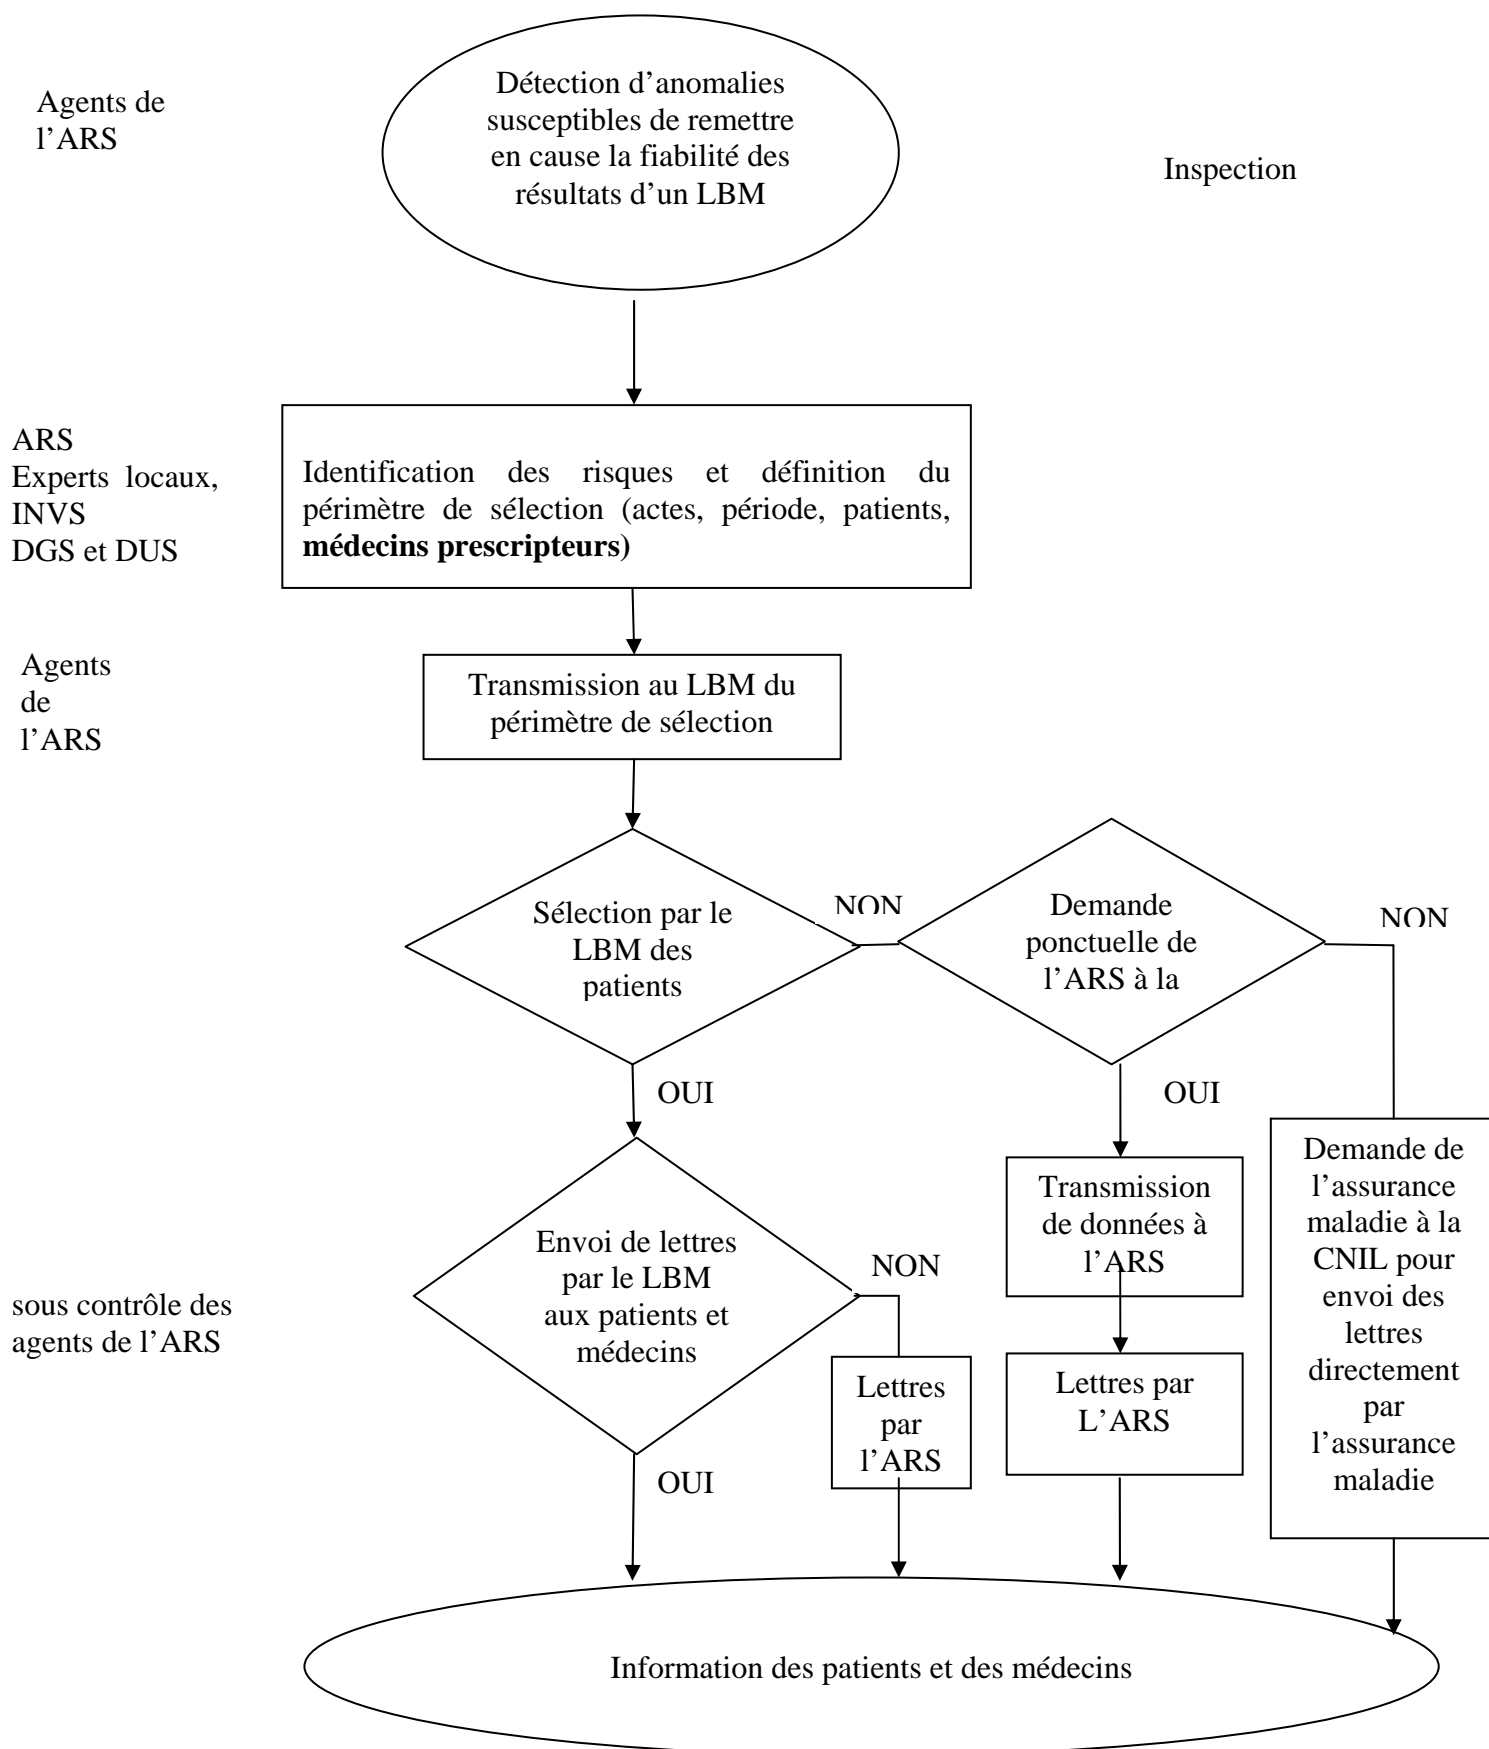 Détection d’anomalies
susceptibles de remettre
en cause la fiabilité des
résultats d’un LBM
Agents de
l’ARS
Inspection
ARS
Experts locaux,
INVS
DGS et DUS
Identification des risques et définition du
périmètre de sélection (actes, période, patients,
médecins prescripteurs)
Agents
de
l’ARS
Transmission au LBM du
périmètre de sélection
Sélection par le
LBM des
patients
NON
Demande
ponctuelle de
l’ARS à la
NON
OUI
OUI
Envoi de lettres
par le LBM
aux patients et
médecins
NON
Transmission
de données à
l’ARS
Demande de
l’assurance
maladie à la
CNIL pour
envoi des
lettres
directement
par
l’assurance
maladie
sous contrôle des
agents de l’ARS
Lettres
par
l’ARS
Lettres par
L’ARS
OUI
Information des patients et des médecins